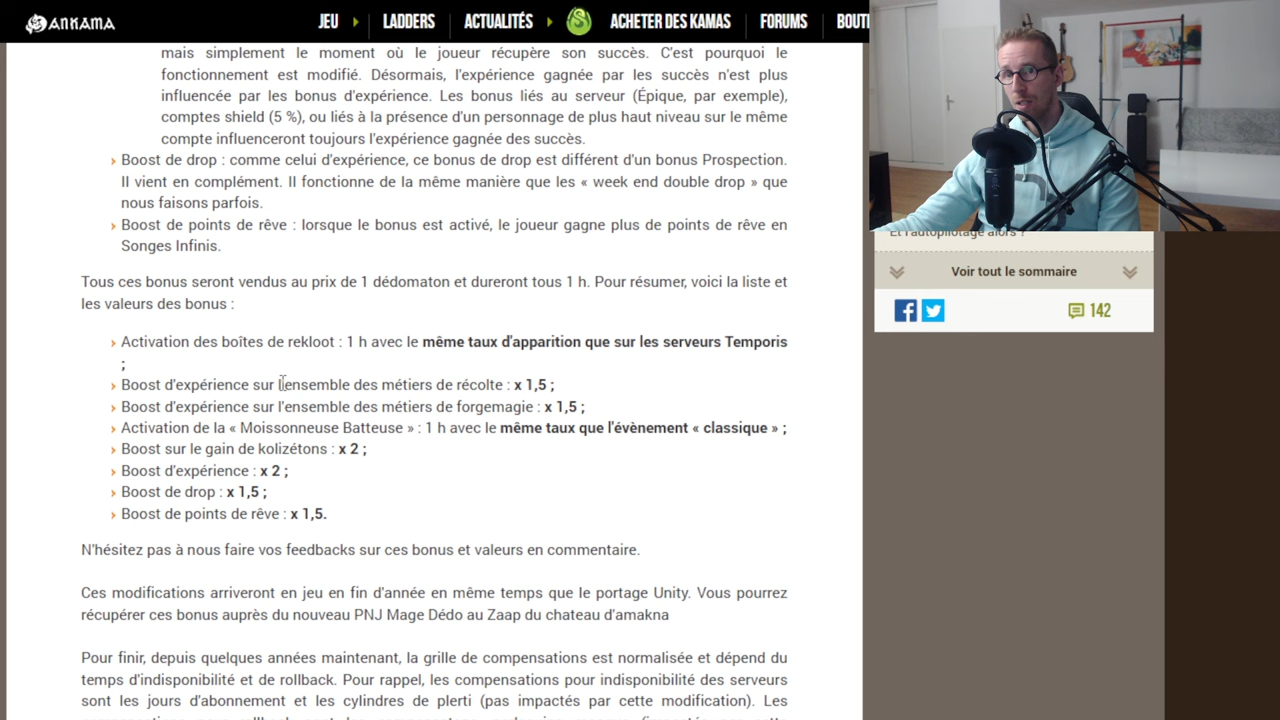 ANKAMA
JEU LADDERS ACTUALITÉS ACHETER DES KAMAS FORUMS BOUTI
mais simplement le moment où le joueur récupère son succès. C'est pourquoi le
fonctionnement est modifié. Désormais, l'expérience gagnée par les succès n'est plus
influencée par les bonus d'expérience. Les bonus liés au serveur (Épique, par exemple),
comptes shield (5 %), ou liés à la présence d'un personnage de plus haut niveau sur le même
compte influenceront toujours l'expérience gagnée des succès.
› Boost de drop : comme celui d'expérience, ce bonus de drop est différent d'un bonus Prospection.
Il vient en complément. Il fonctionne de la même manière que les « week end double drop » que
nous faisons parfois.
› Boost de points de rêve : lorsque le bonus est activé, le joueur gagne plus de points de rêve en
Songes Infinis.
Tous ces bonus seront vendus au prix de 1 dédomaton et dureront tous 1 h. Pour résumer, voici la liste et
les valeurs des bonus :
› Activation des boîtes de rekloot : 1 h avec le même taux d'apparition que sur les serveurs Temporis
;
› Boost d'expérience sur l'ensemble des métiers de récolte : x 1,5 ;
› Boost d'expérience sur l'ensemble des métiers de forgemagie : x 1,5 ;
› Activation de la « Moissonneuse Batteuse » : 1 h avec le même taux que l'évènement « classique » ;
› Boost sur le gain de kolizétons : x 2 ;
› Boost d'expérience : x 2 ;
› Boost de drop : x 1,5 ;
› Boost de points de rêve : x 1,5.
N'hésitez pas à nous faire vos feedbacks sur ces bonus et valeurs en commentaire.
Ces modifications arriveront en jeu en fin d'année en même temps que le portage Unity. Vous pourrez
récupérer ces bonus auprès du nouveau PNJ Mage Dédo au Zaap du chateau d'amakna
Pour finir, depuis quelques années maintenant, la grille de compensations est normalisée et dépend du
temps d'indisponibilité et de rollback. Pour rappel, les compensations pour indisponibilité des serveurs
sont les jours d'abonnement et les cylindres de plerti (pas impactés par cette modification). Les
Et l'autopilotage alors ?
Voir tout le sommaire
142